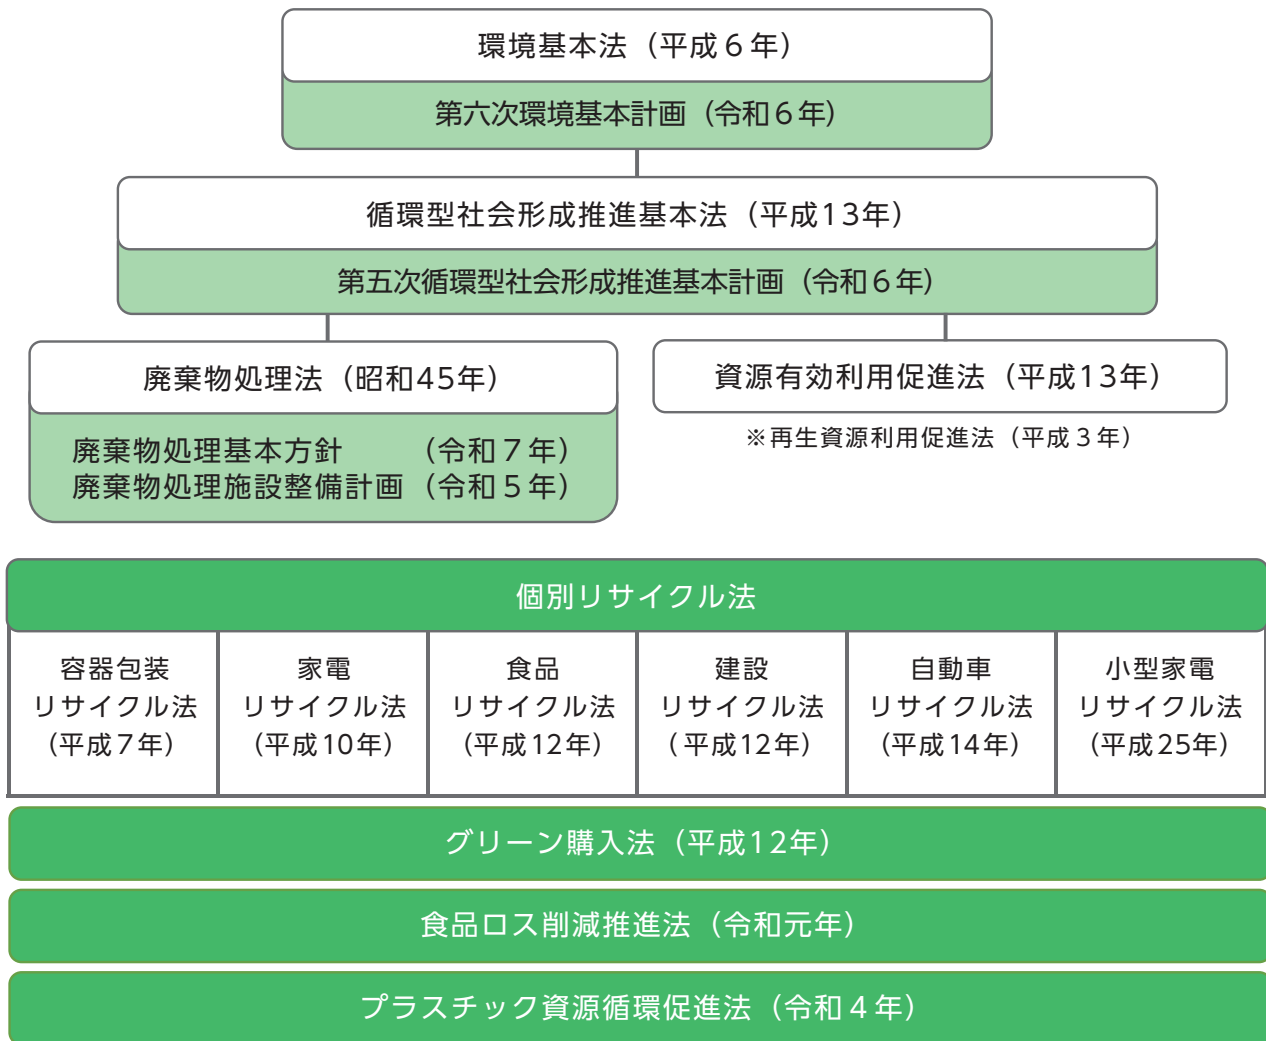 環境基本法（平成６年）
第六次環境基本計画（令和６年）
循環型社会形成推進基本法（平成13年）
第五次循環型社会形成推進基本計画（令和６年）
廃棄物処理法（昭和45年）
廃棄物処理基本方針　　（令和７年）
廃棄物処理施設整備計画（令和５年）
資源有効利用促進法（平成13年）
※再生資源利用促進法（平成３年）
個別リサイクル法
容器包装
リサイクル法
（平成７年）
家電
リサイクル法
（平成10年）
食品
リサイクル法
（平成12年）
建設
リサイクル法
（平成12年）
自動車
リサイクル法
（平成14年）
小型家電
リサイクル法
（平成25年）
グリーン購入法（平成12年）
食品ロス削減推進法（令和元年）
プラスチック資源循環促進法（令和４年）